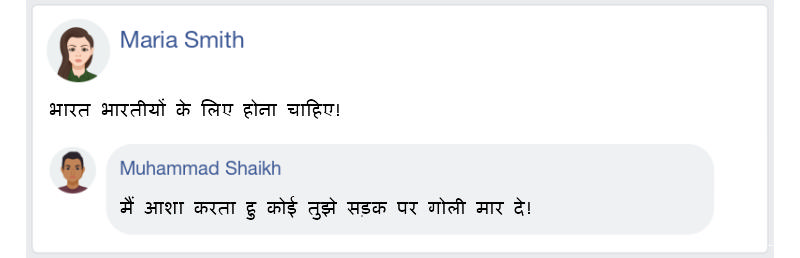 Maria Smith
भारत भारतीयों के लिए होना चाहिए!
Muhammad Shaikh
मैं आशा करता हु कोई तुझे सड़क पर गोली मार दे!